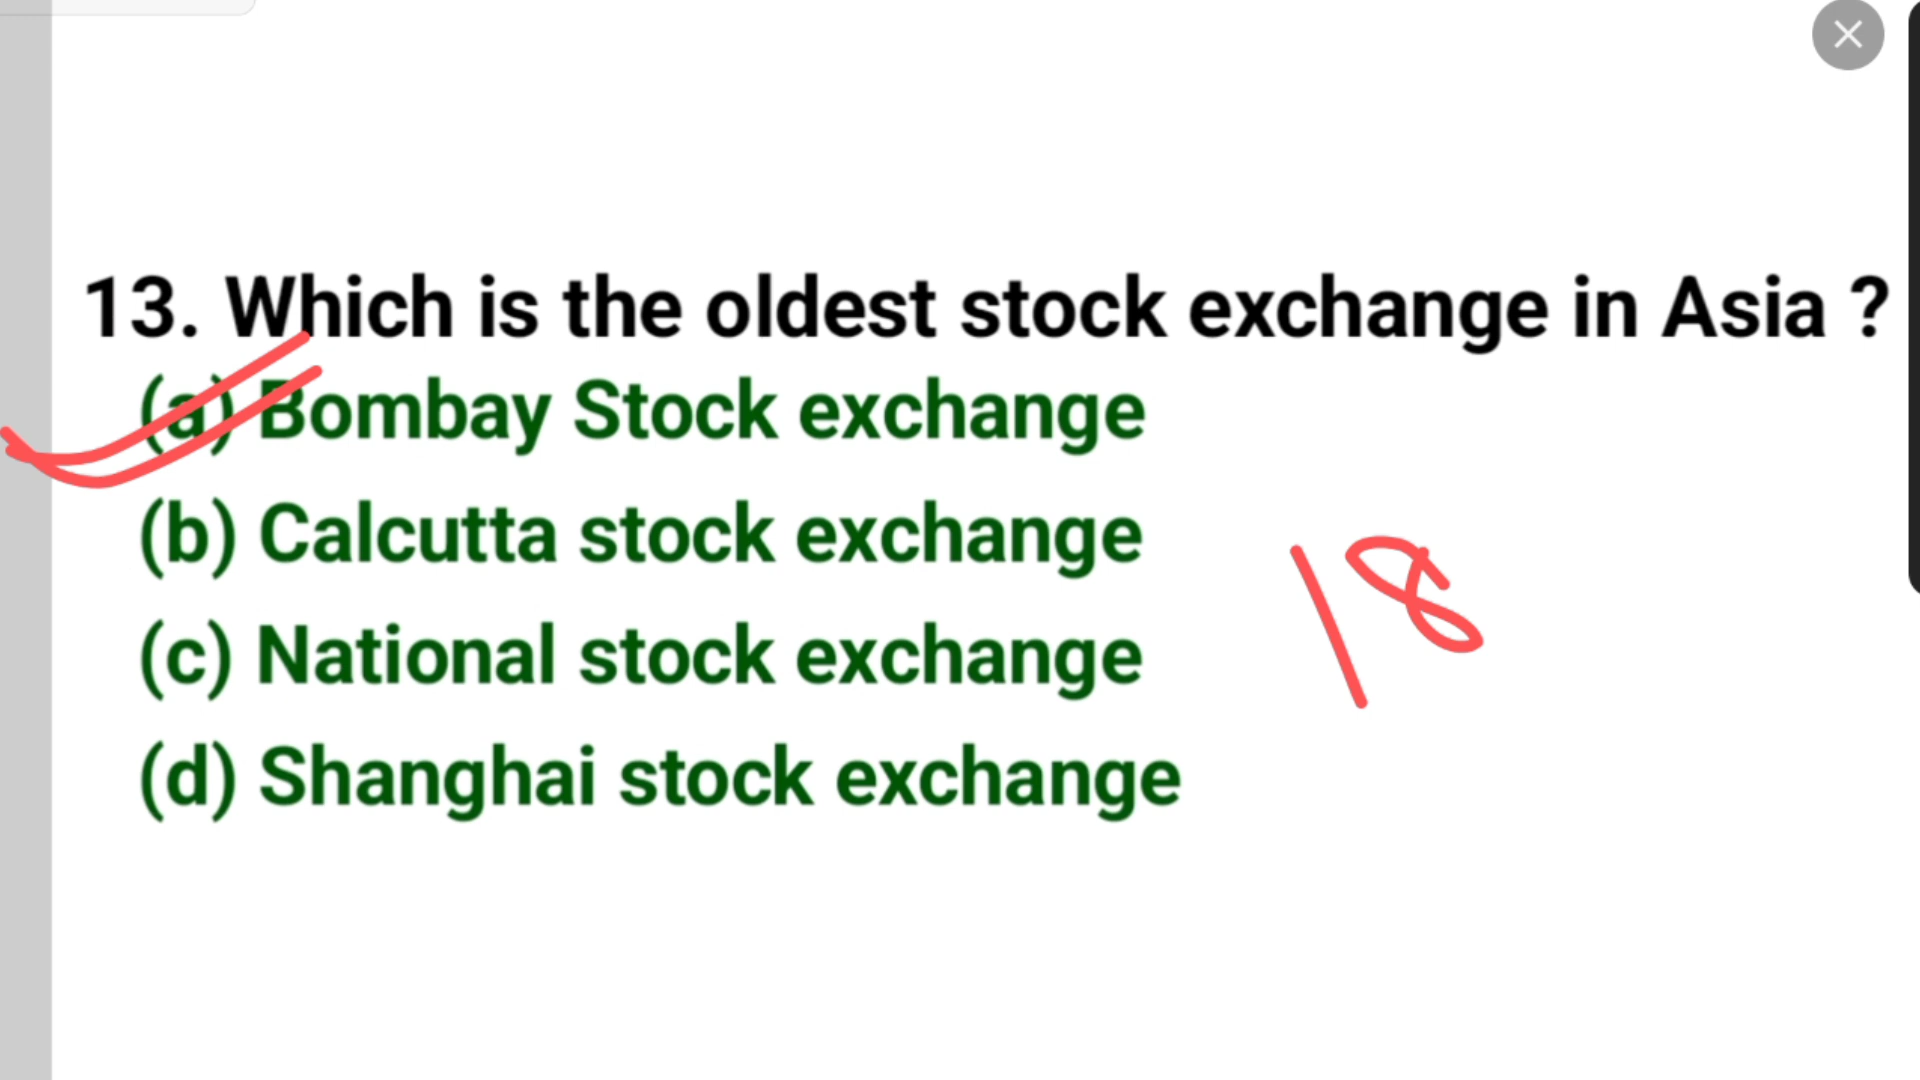 13. Which is the oldest stock exchange in Asia ?
(a) Bombay Stock exchange
(b) Calcutta stock exchange
18
(c) National stock exchange
(d) Shanghai stock exchange